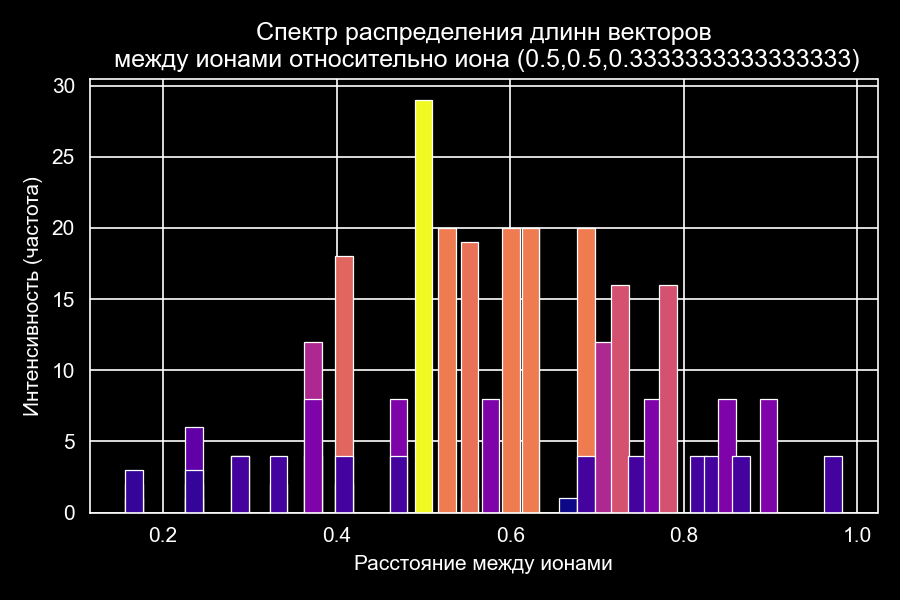 Спектр распределения длинн векторов
между ионами относительно иона (0.5,0.5,0.3333333333333333)
Интенсивность (частота)
30
25
20
15
10
5
0
0.2 0.4 0.6 0.8 1.0
Расстояние между ионами